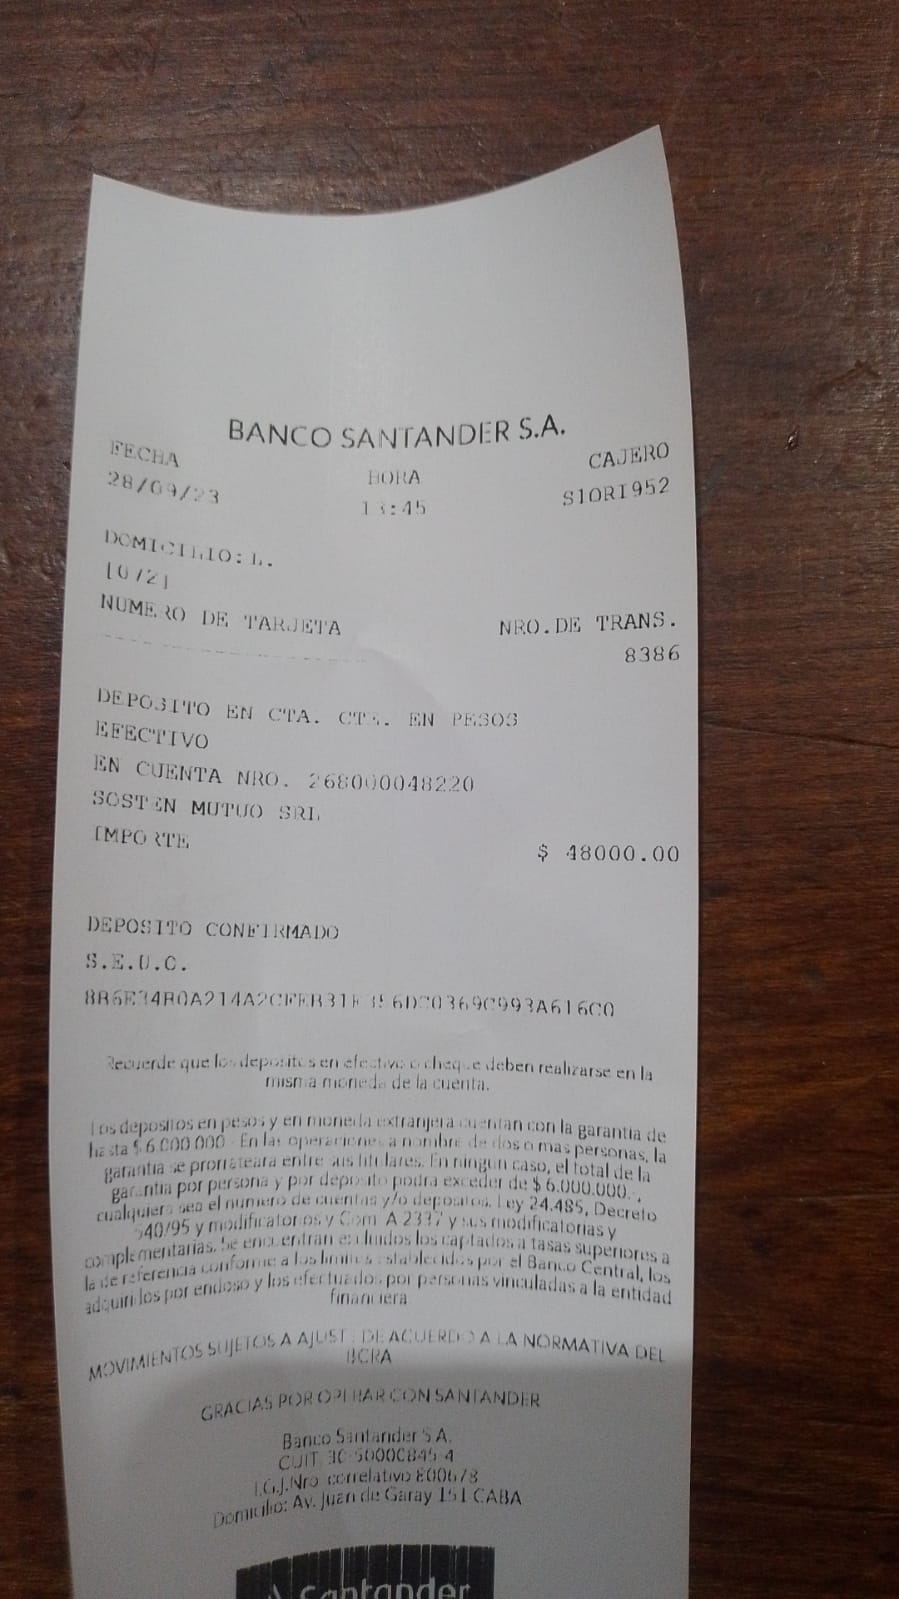 BANCO SANTANDER S.A.
FECHA HORA CAJERO
28/09/23 13:45 S1ORI952
DOMICILIO: L.
NUMERO DE TARJETA NRO.DE TRANS.
8386
DEPOSITO EN CTA. CTE. EN PESOS
EFECTIVO
EN CUENTA NRO. 268000048220
SOSTEN MUTUO SRL
IMPORTE $ 48000.00
DEPOSITO CONFIRMADO
S.E.U.O.
Recuerde que los depositos en efectivo o cheque deben realizarse en la
misma moneda de la cuenta.
Los depositos en pesos y en moneda extranjera cuentan con la garantia de
hasta $ 6.000.000.- En las operaciones a nombre de dos o mas personas, la
garantia se prorrateara entre sus titulares. En ningun caso, el total de la
garantia por persona y por deposito podra exceder de $ 6.000.000.-,
cualquiera sea el numero de cuentas y/o depositos. Ley 24.485, Decreto
540/95 y modificatorios y Com. A 2337 y sus modificatorias y
complementarias. Se encuentran excluidos los captados a tasas superiores a
la de referencia conforme a los limites establecidos por el Banco Central, los
adquiridos por endoso y los efectuados por personas vinculadas a la entidad
financiera
MOVIMIENTOS SUJETOS A AJUSTE DE ACUERDO A LA NORMATIVA DEL
BCRA
GRACIAS POR OPERAR CON SANTANDER
Banco Santander S.A.
CUIT. 30-50000845-4
I.G.J. Nro. correlativo 800678
Domicilio: Av. Juan de Garay 151 CABA
Santander